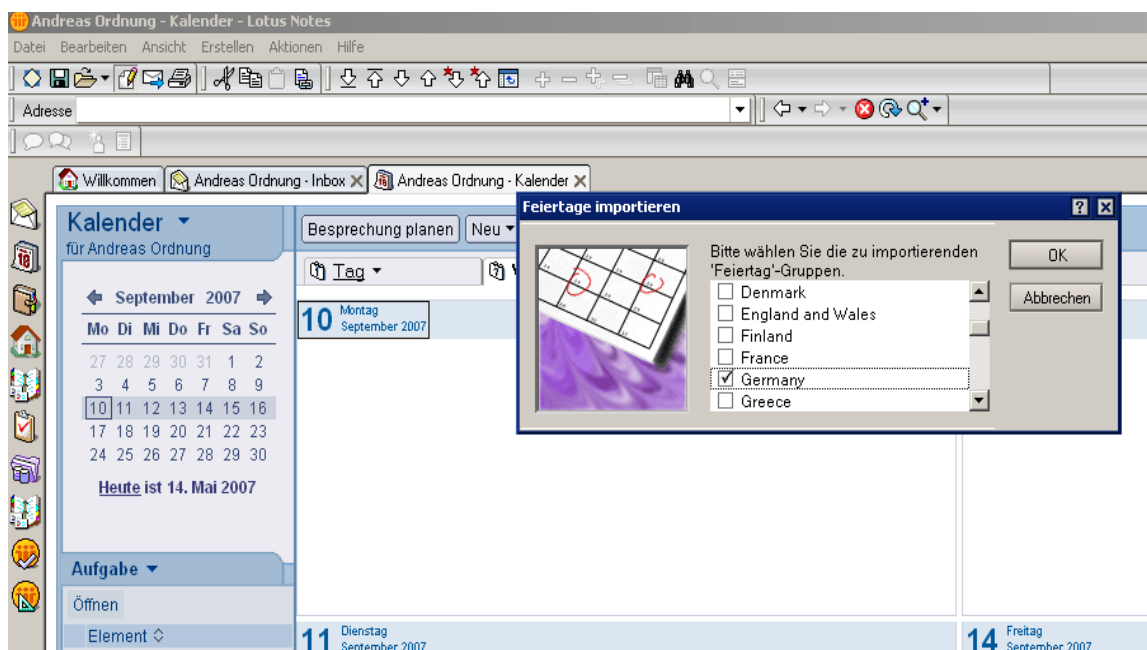 Andreas Ordnung - Kalender - Lotus Notes
Datei Bearbeiten Ansicht Erstellen Aktionen Hilfe
Adresse
Willkommen Andreas Ordnung - Inbox Andreas Ordnung - Kalender
Kalender
für Andreas Ordnung
September 2007
Mo Di Mi Do Fr Sa So
27 28 29 30 31 1 2
3 4 5 6 7 8 9
10 11 12 13 14 15 16
17 18 19 20 21 22 23
24 25 26 27 28 29 30
Heute ist 14. Mai 2007
Aufgabe
Öffnen
Element
Besprechung planen Neu
Tag
10 Montag
September 2007
11 Dienstag
September 2007
14 Freitag
September 2007
Feiertage importieren
Bitte wählen Sie die zu importierenden
'Feiertag'-Gruppen.
Denmark
England and Wales
Finland
France
Germany
Greece
OK
Abbrechen